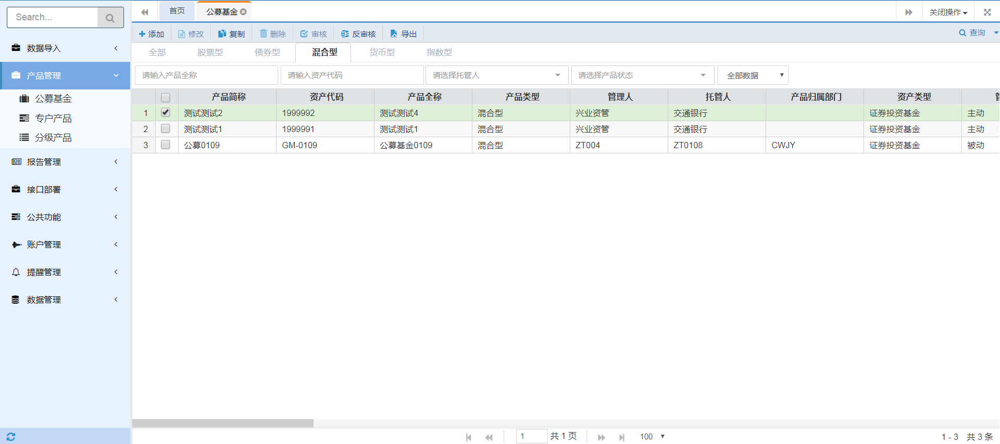 Search...
数据导入
产品管理
公募基金
专户产品
分级产品
报告管理
接口部署
公共功能
账户管理
提醒管理
数据管理
首页 公募基金 关闭操作
添加 修改 复制 删除 审核 反审核 导出 查询
全部 股票型 债券型 混合型 货币型 指数型
请输入产品全称 请输入资产代码 请选择托管人 请选择产品状态 全部数据
产品简称 资产代码 产品全称 产品类型 管理人 托管人 产品归属部门 资产类型
1 测试测试2 1999992 测试测试4 混合型 兴业资管 交通银行 证券投资基金 主动
2 测试测试1 1999991 测试测试1 混合型 兴业资管 交通银行 证券投资基金 主动
3 公募0109 GM-0109 公募基金0109 混合型 ZT004 ZT0108 CWJY 证券投资基金 被动
1 共 1 页 100 1 - 3 共 3 条